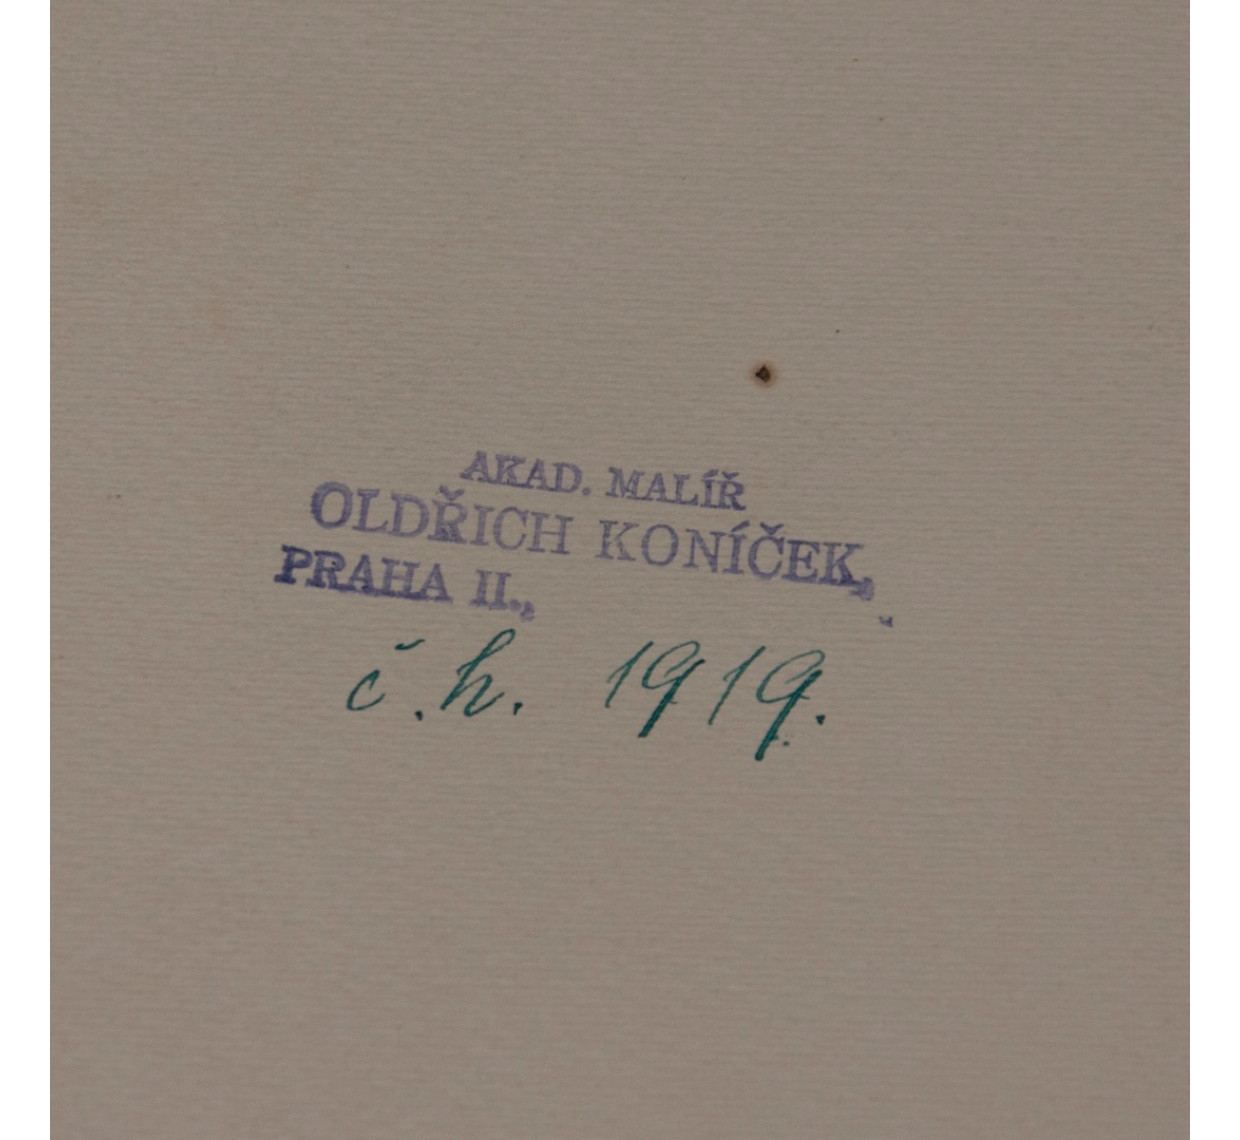 AKAD. MALÍŘ
OLDŘICH KONÍČEK,
PRAHA II.,
č.h. 1919.